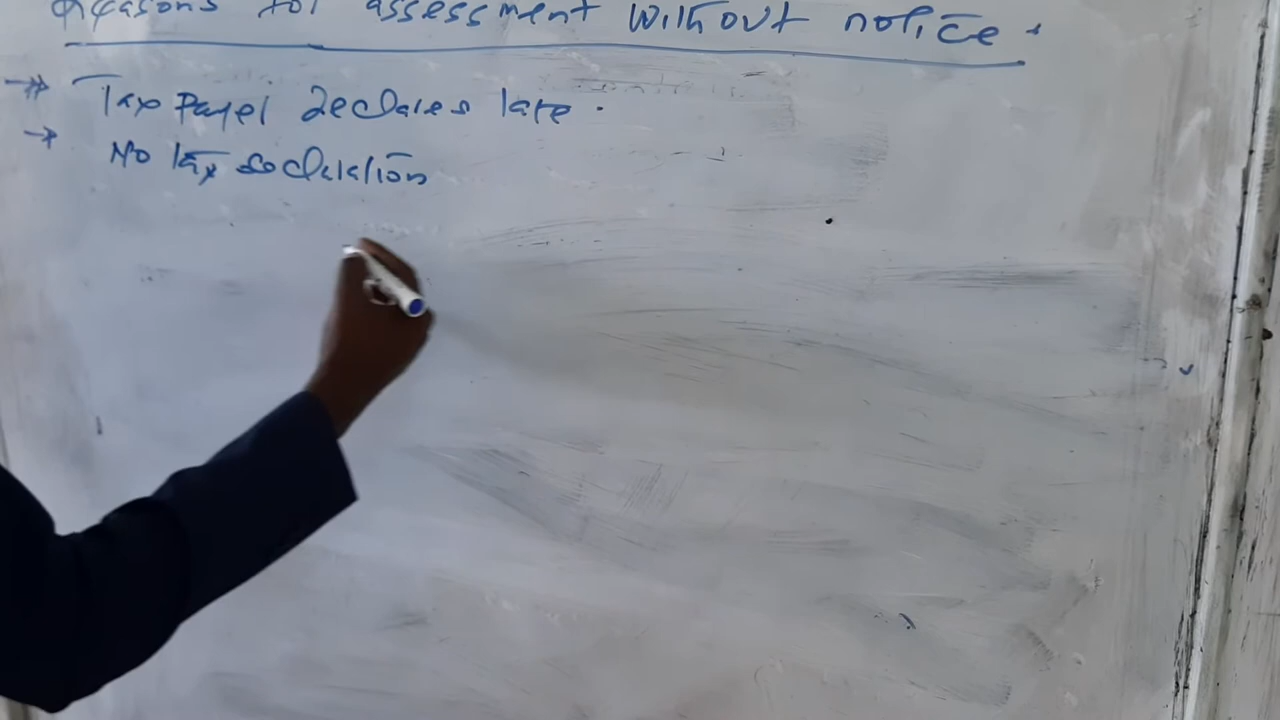 Reasons for assessment without notice.
Tax Payer Declares late.
No tax declaration